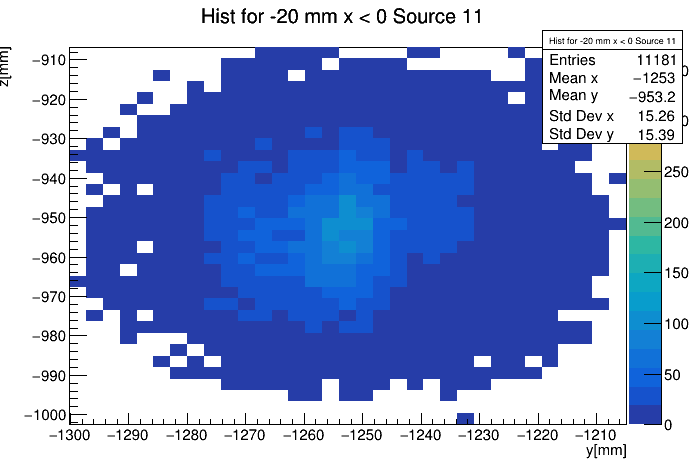 Hist for -20 mm x < 0 Source 11
z[mm]
Hist for -20 mm x < 0 Source 11
Entries 11181
Mean x −1253
Mean y −953.2
Std Dev x 15.26
Std Dev y 15.39
−910
−920
−930
−940
−950
−960
−970
−980
−990
−1000
250
200
150
100
50
0
−1300 −1290 −1280 −1270 −1260 −1250 −1240 −1230 −1220 −1210
y[mm]